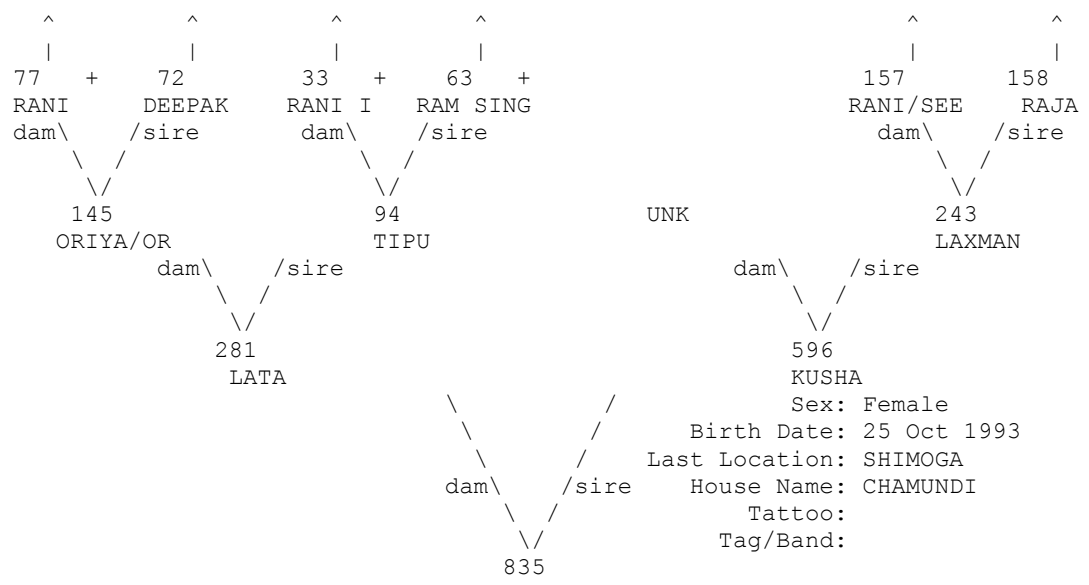 ^ ^ ^ ^ ^ ^
| | | | | |
77 + 72 33 + 63 + 157 158
RANI DEEPAK RANI I RAM SING RANI/SEE RAJA
dam\ /sire dam\ /sire dam\ /sire
\ / \ / \ /
\/ \/ \/
145 94 UNK 243
ORIYA/OR TIPU LAXMAN
dam\ /sire dam\ /sire
\ / \ /
\/ \/
281 596
LATA KUSHA
\ / Sex: Female
\ / Birth Date: 25 Oct 1993
\ / Last Location: SHIMOGA
dam\ /sire House Name: CHAMUNDI
\ / Tattoo:
\/ Tag/Band:
835